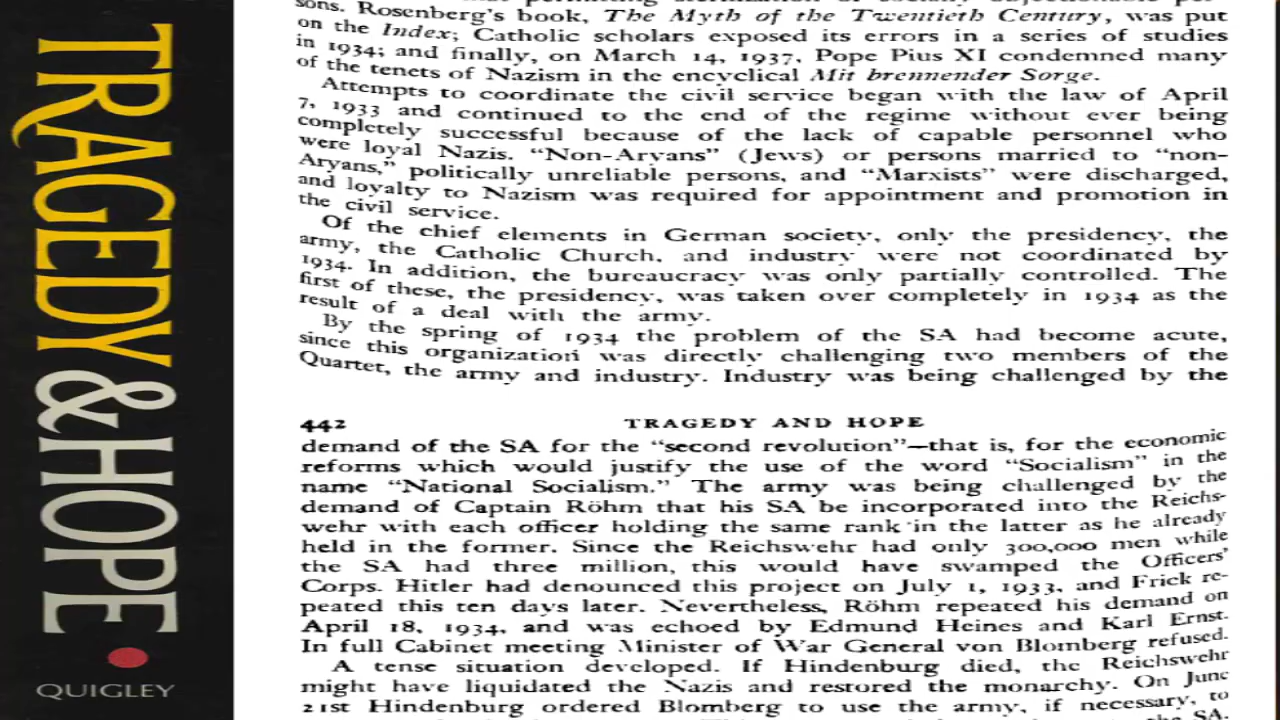 TRAGEDY & HOPE
QUIGLEY
sons. Rosenberg's book, The Myth of the Twentieth Century, was put
on the Index; Catholic scholars exposed its errors in a series of studies
in 1934; and finally, on March 14, 1937, Pope Pius XI condemned many
of the tenets of Nazism in the encyclical Mit brennender Sorge.
Attempts to coordinate the civil service began with the law of April
7, 1933 and continued to the end of the regime without ever being
completely successful because of the lack of capable personnel who
were loyal Nazis. “Non-Aryans” (Jews) or persons married to “non-
Aryans,” politically unreliable persons, and “Marxists” were discharged,
and loyalty to Nazism was required for appointment and promotion in
the civil service.
Of the chief elements in German society, only the presidency, the
army, the Catholic Church, and industry were not coordinated by
1934. In addition, the bureaucracy was only partially controlled. The
first of these, the presidency, was taken over completely in 1934 as the
result of a deal with the army.
By the spring of 1934 the problem of the SA had become acute,
since this organization was directly challenging two members of the
Quartet, the army and industry. Industry was being challenged by the
442 TRAGEDY AND HOPE
demand of the SA for the “second revolution”—that is, for the economic
reforms which would justify the use of the word “Socialism” in the
name “National Socialism.” The army was being challenged by the
demand of Captain Röhm that his SA be incorporated into the Reichs-
wehr with each officer holding the same rank in the latter as he already
held in the former. Since the Reichswehr had only 300,000 men while
the SA had three million, this would have swamped the Officers'
Corps. Hitler had denounced this project on July 1, 1933, and Frick re-
peated this ten days later. Nevertheless, Röhm repeated his demand on
April 18, 1934, and was echoed by Edmund Heines and Karl Ernst.
In full Cabinet meeting Minister of War General von Blomberg refused.
A tense situation developed. If Hindenburg died, the Reichswehr
might have liquidated the Nazis and restored the monarchy. On June
21st Hindenburg ordered Blomberg to use the army, if necessary, to
the SA.